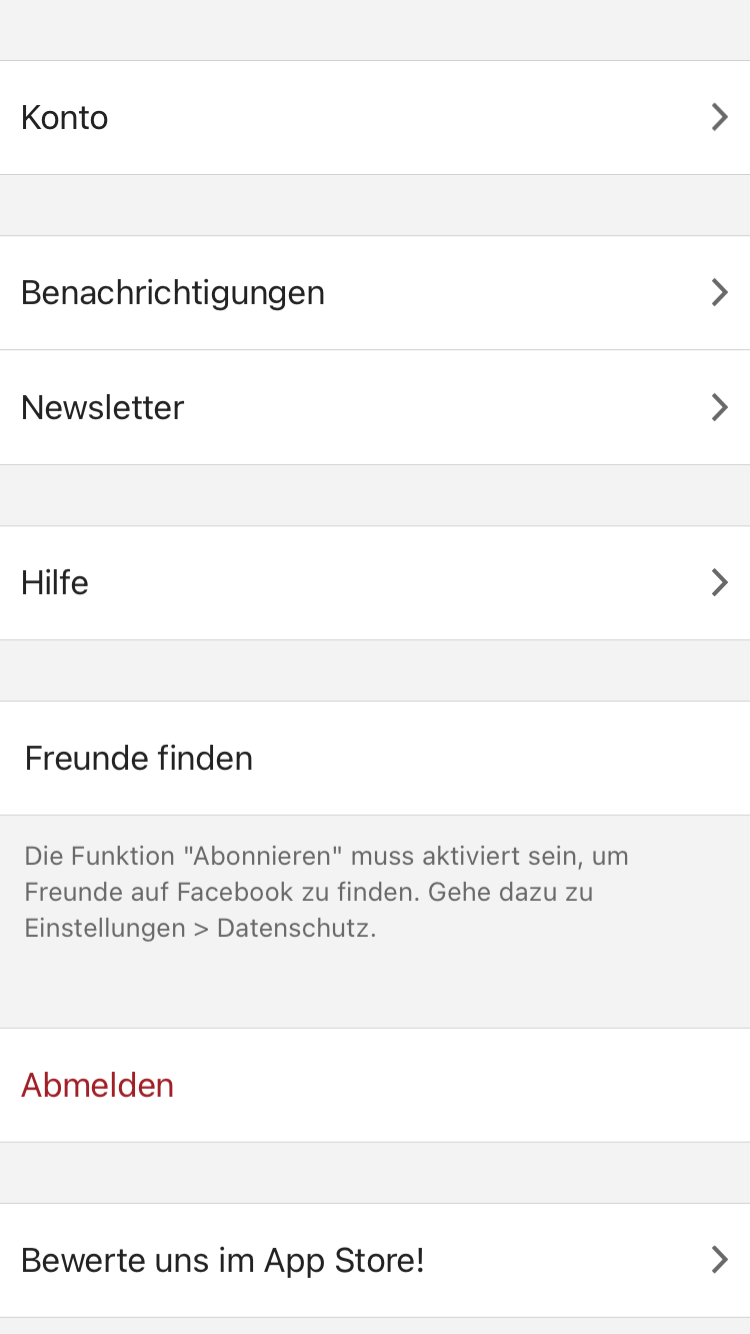 Konto
Benachrichtigungen
Newsletter
Hilfe
Freunde finden
Die Funktion "Abonnieren" muss aktiviert sein, um
Freunde auf Facebook zu finden. Gehe dazu zu
Einstellungen > Datenschutz.
Abmelden
Bewerte uns im App Store!